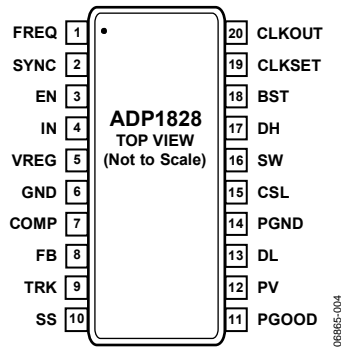 FREQ 1 20 CLKOUT
SYNC 2 19 CLKSET
EN 3 18 BST
ADP1828
IN 4 17 DH
TOP VIEW
(Not to Scale)
VREG 5 16 SW
GND 6 15 CSL
COMP 7 14 PGND
FB 8 13 DL
TRK 9 12 PV
SS 10 11 PGOOD
06865-004